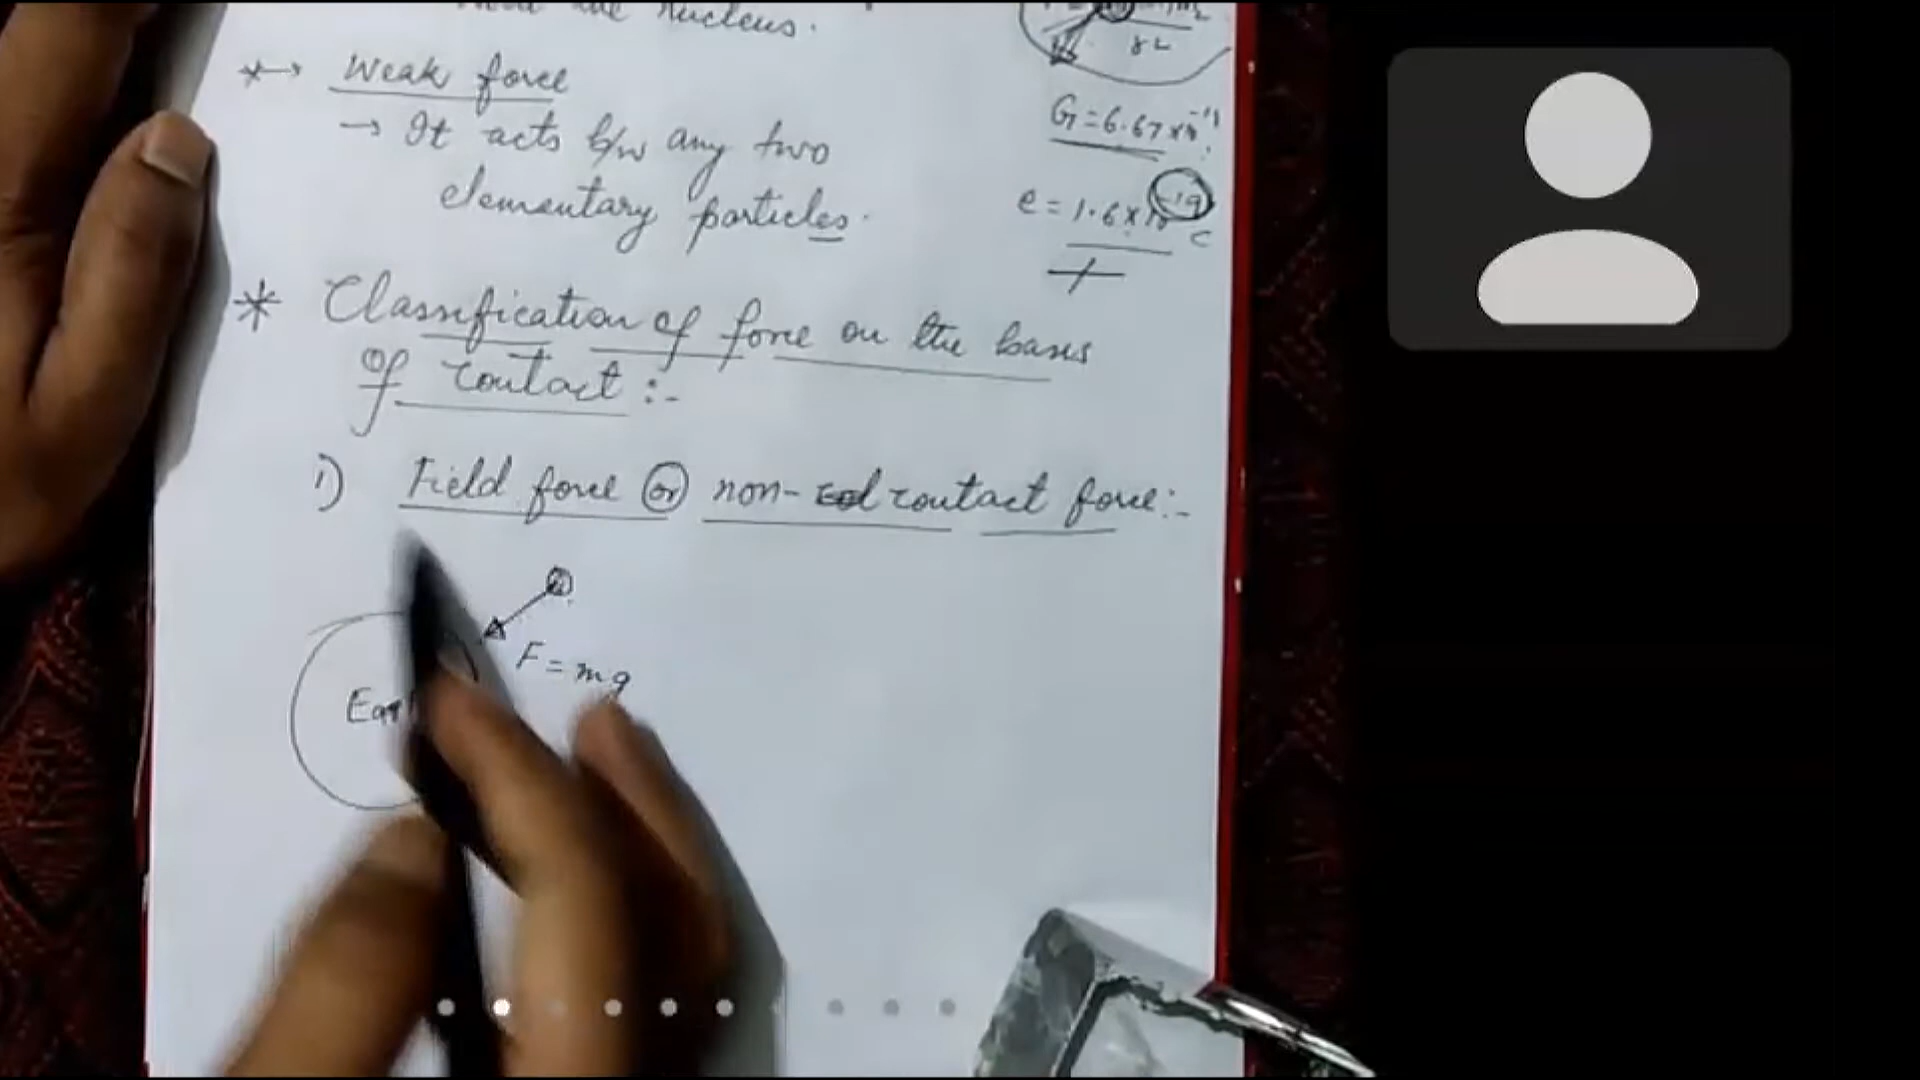 nucleus.
*→ Weak force
→ It acts b/w any two
elementary particles.
G = 6.67 x 10⁻¹¹
e = 1.6 x 10⁻¹⁹ C
* Classification of force on the basis
of contact :-
1) Field force or non-contact force :-
F = mg